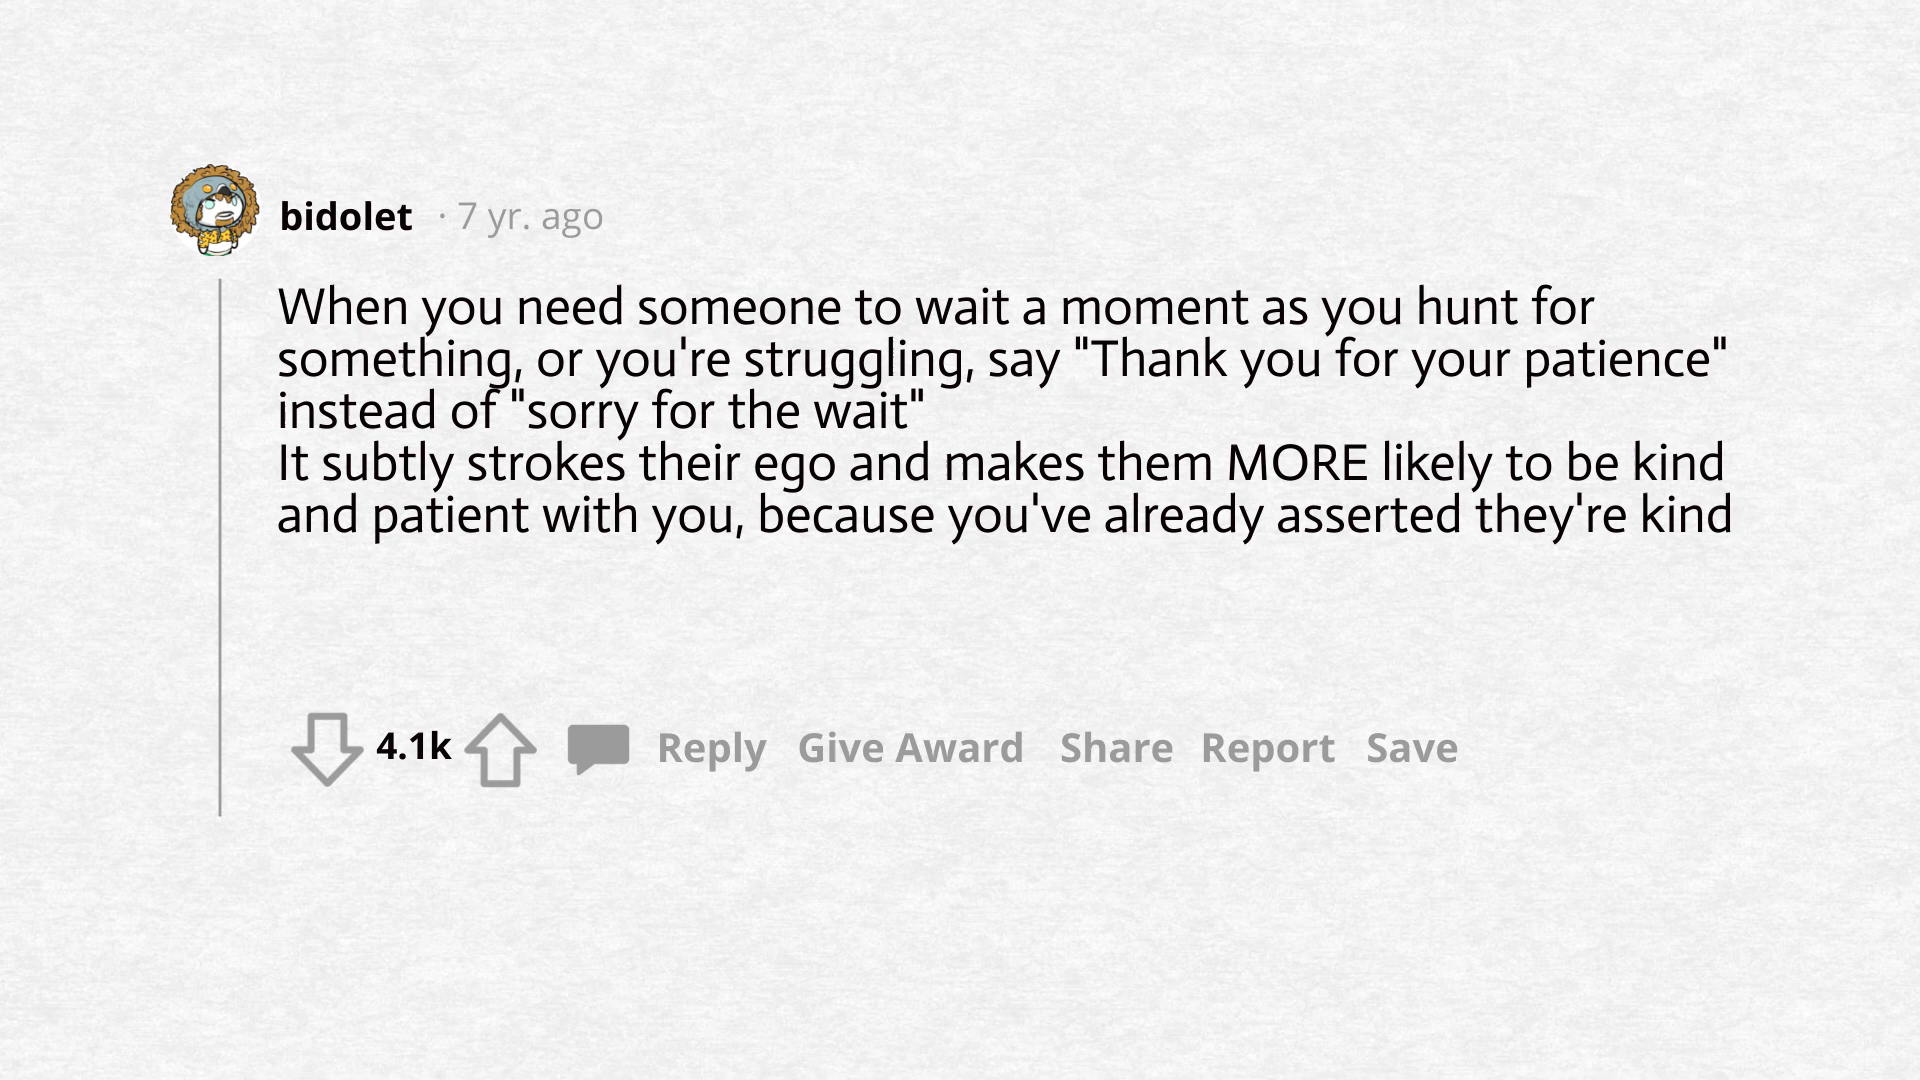 bidolet · 7 yr. ago
When you need someone to wait a moment as you hunt for
something, or you're struggling, say "Thank you for your patience"
instead of "sorry for the wait"
It subtly strokes their ego and makes them MORE likely to be kind
and patient with you, because you've already asserted they're kind
4.1k Reply Give Award Share Report Save